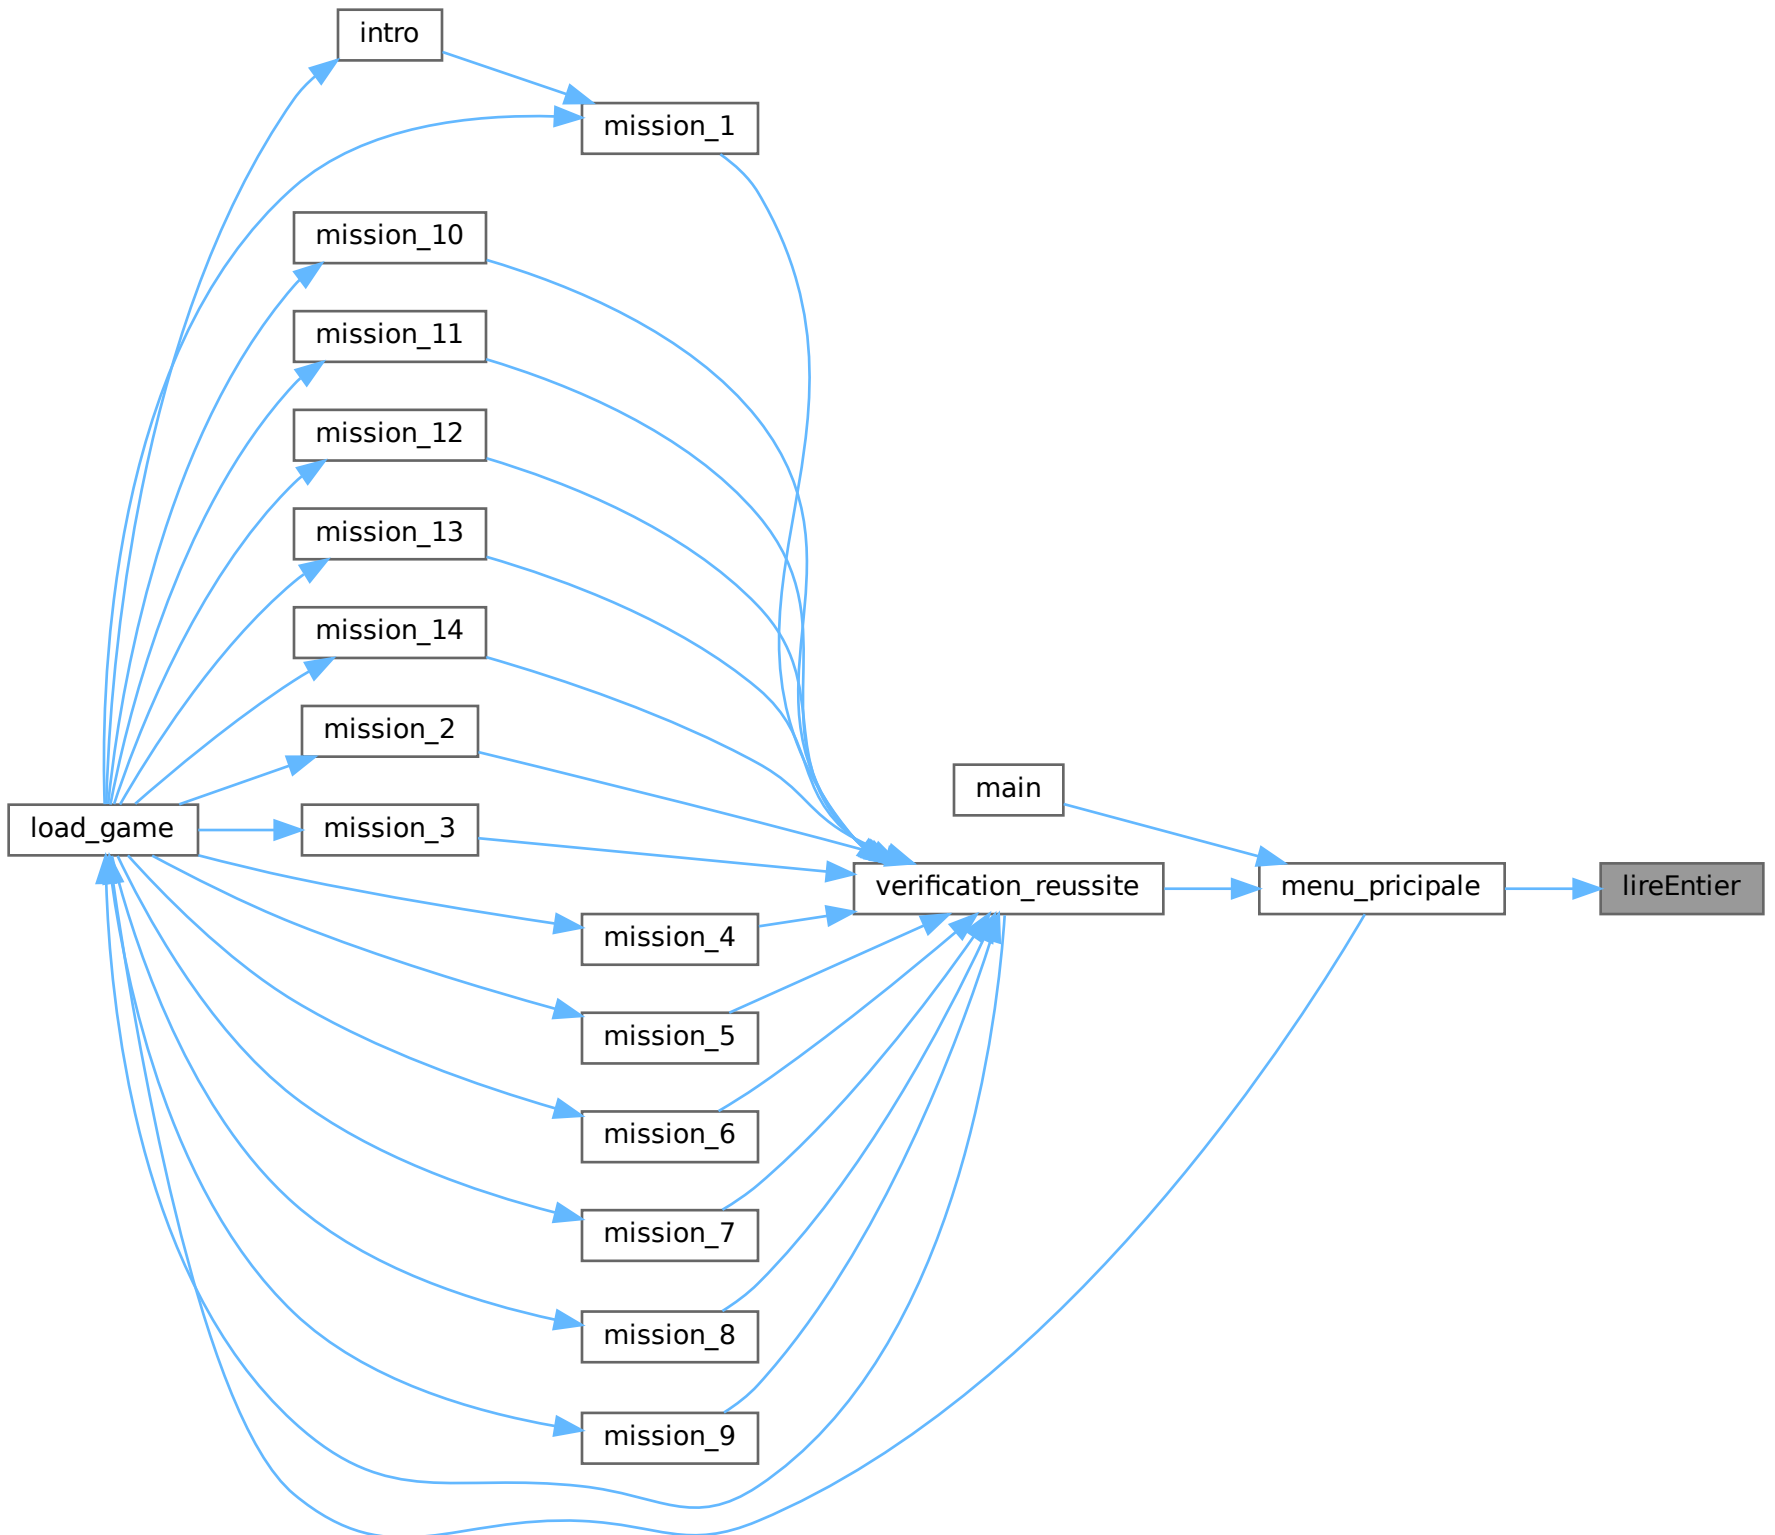 intro
mission_1
mission_10
mission_11
mission_12
mission_13
mission_14
mission_2
main
load_game
mission_3
verification_reussite
menu_pricipale
lireEntier
mission_4
mission_5
mission_6
mission_7
mission_8
mission_9